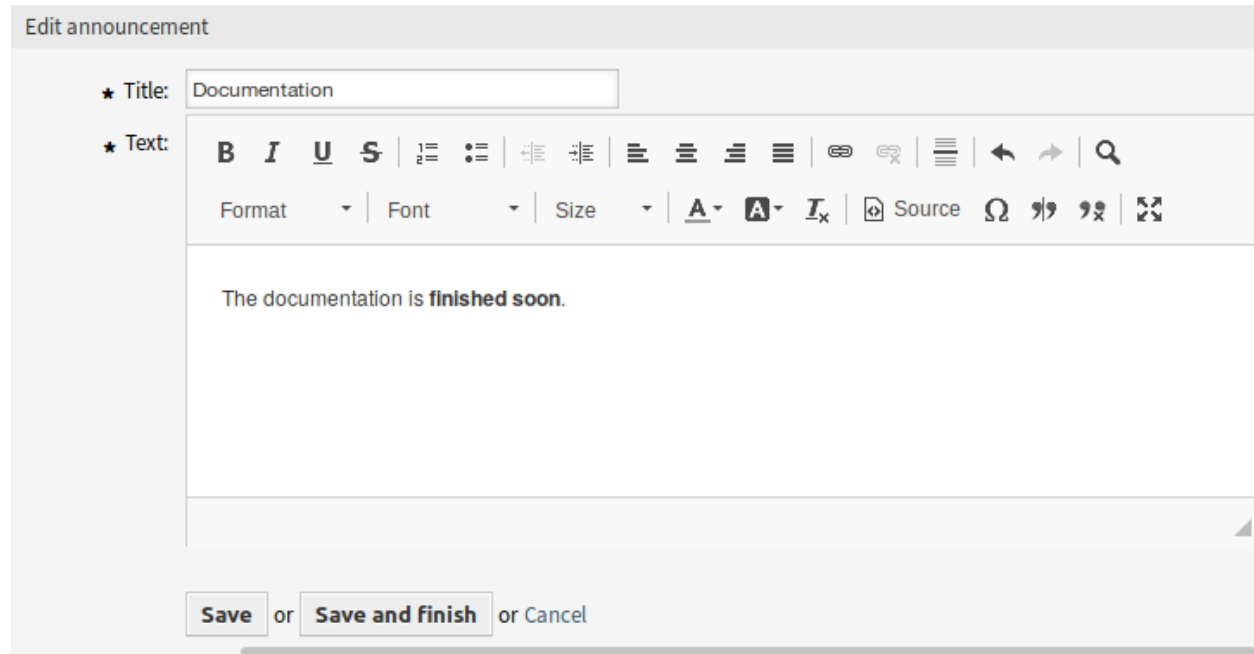 Edit announcement
★ Title: Documentation
★ Text:
B I U S
Format Font Size A A Ix Source Ω
The documentation is finished soon.
Save or Save and finish or Cancel